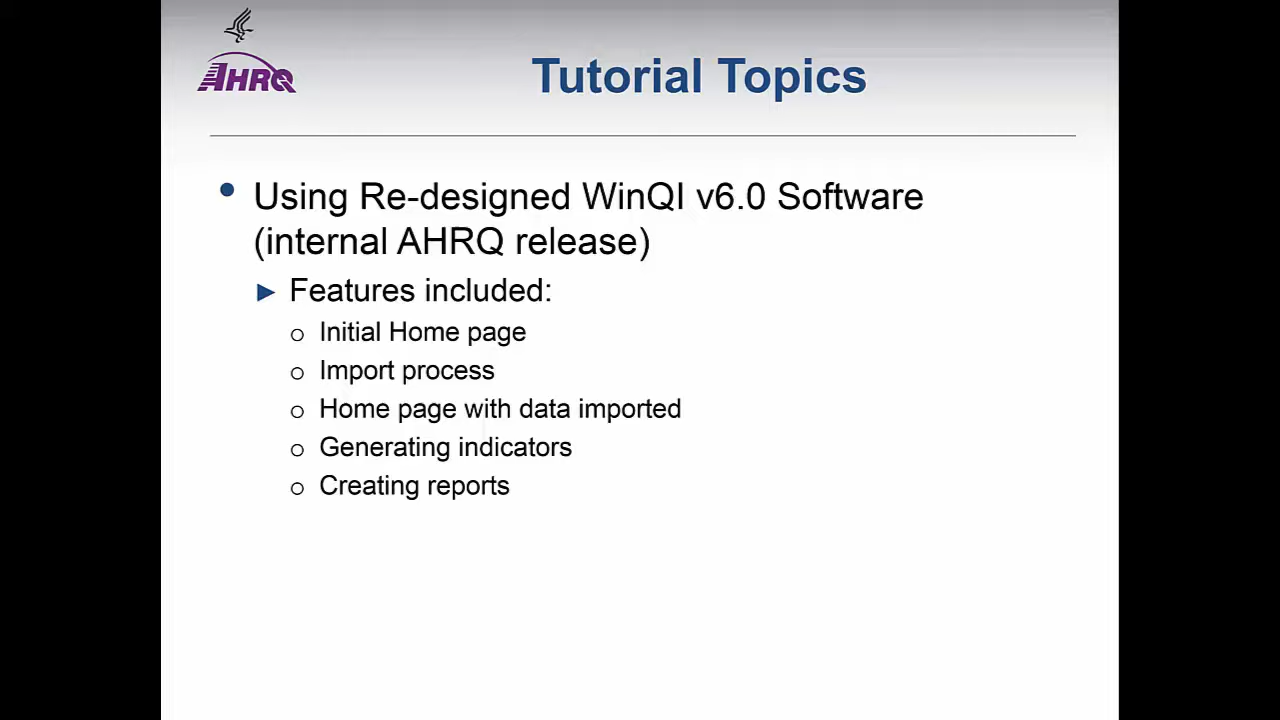 AHRQ
Tutorial Topics
• Using Re-designed WinQI v6.0 Software
(internal AHRQ release)
► Features included:
o Initial Home page
o Import process
o Home page with data imported
o Generating indicators
o Creating reports